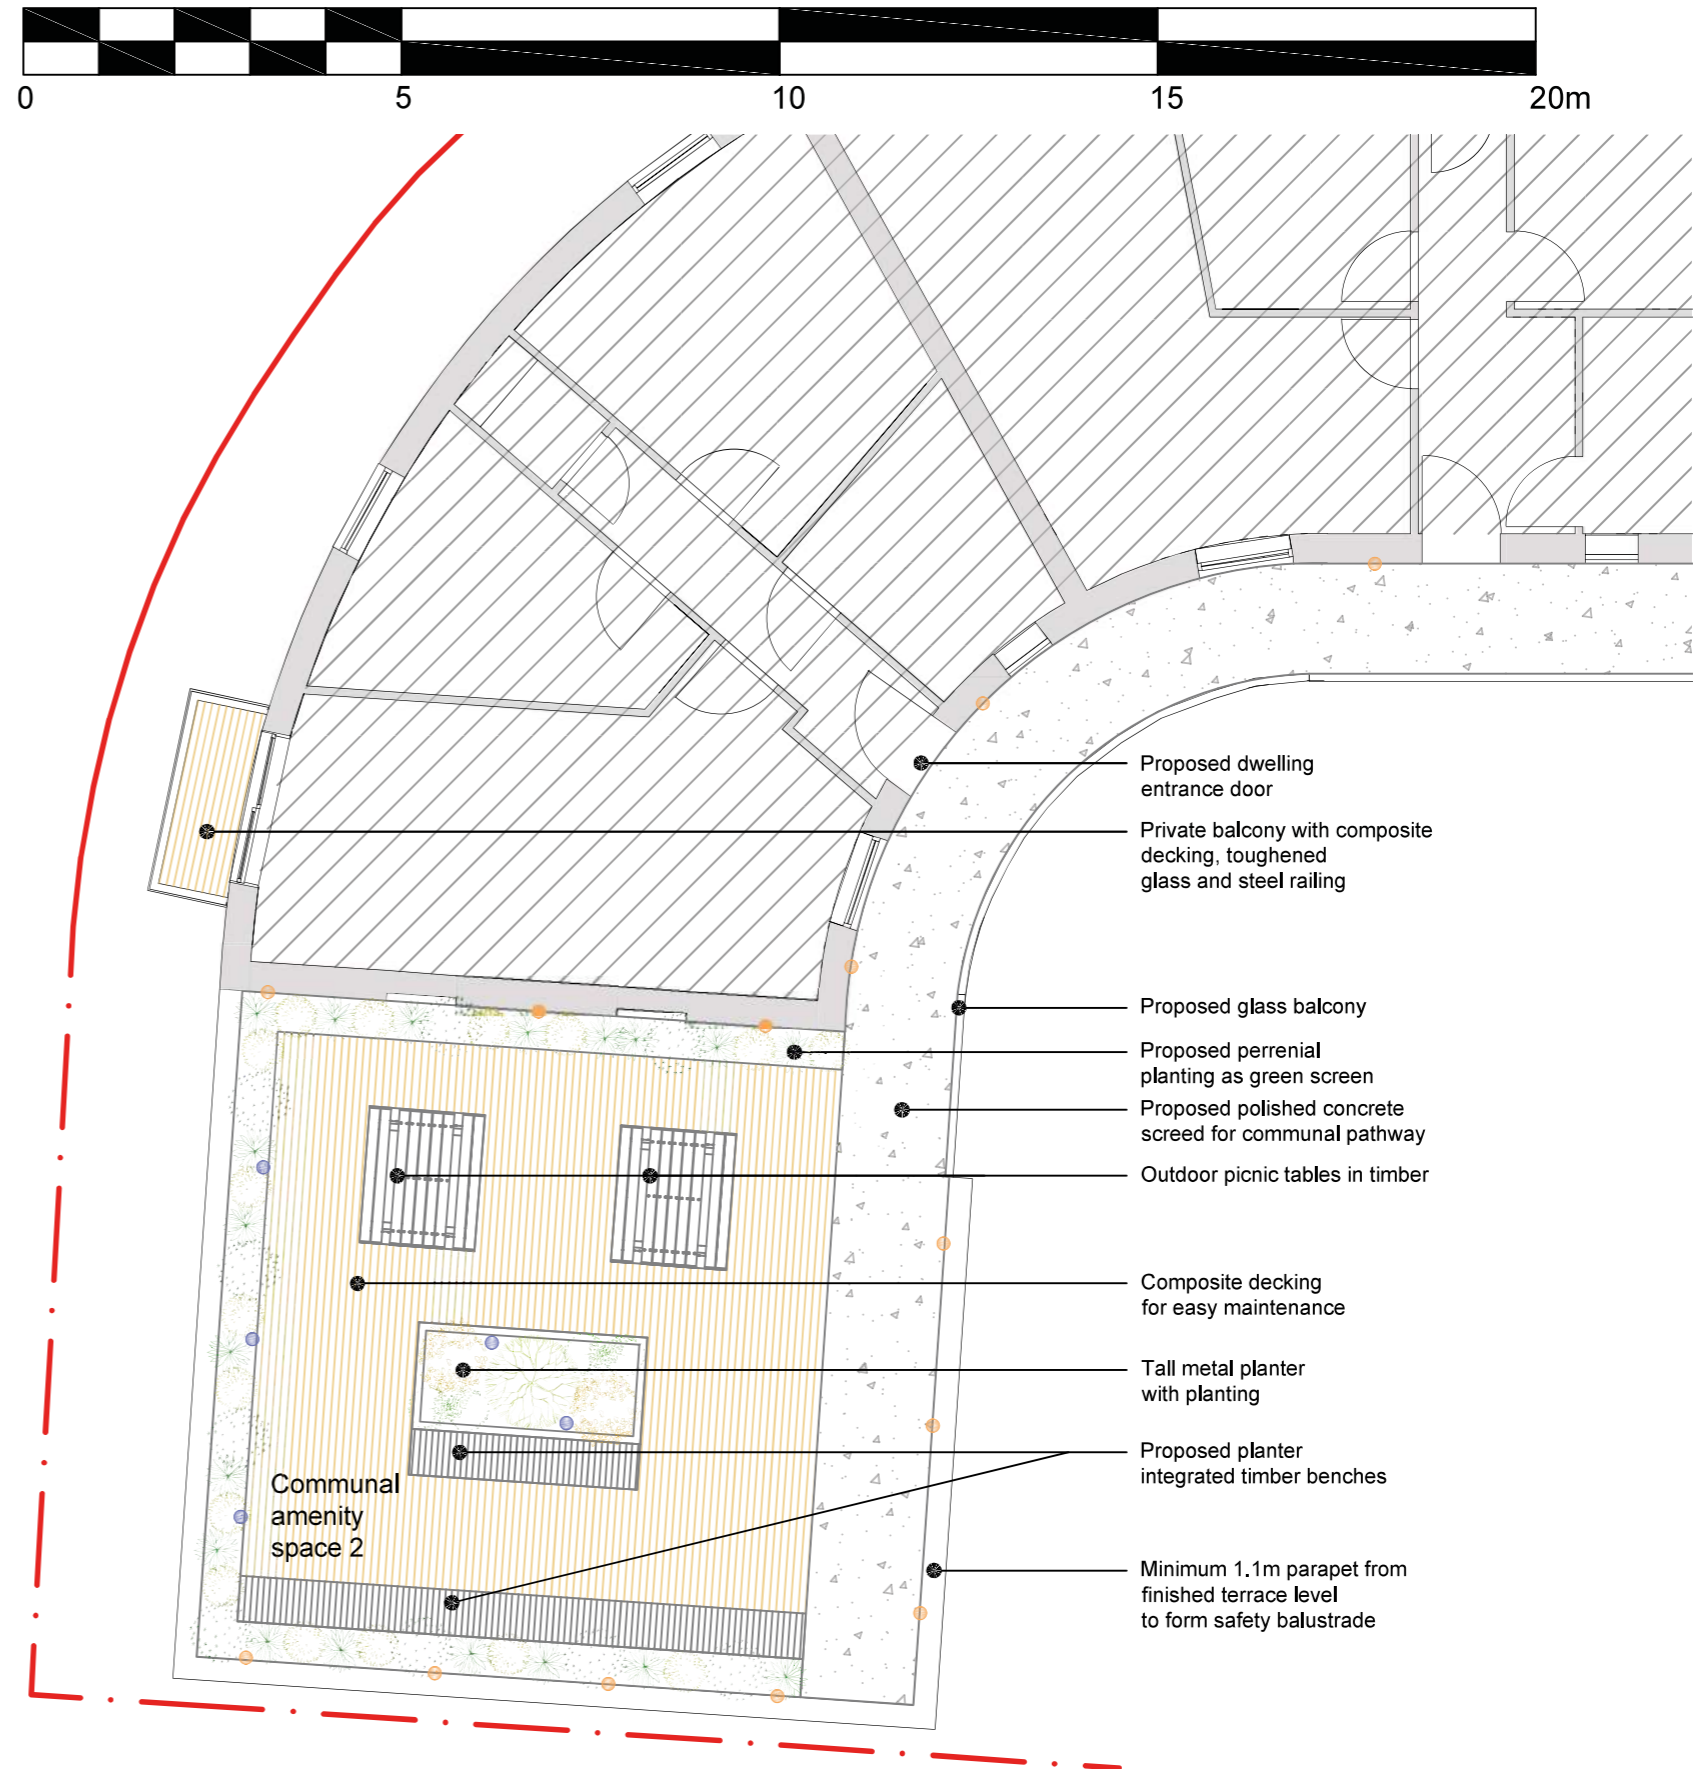 0 5 10 15 20m
Proposed dwelling
entrance door
Private balcony with composite
decking, toughened
glass and steel railing
Proposed glass balcony
Proposed perrenial
planting as green screen
Proposed polished concrete
screed for communal pathway
Outdoor picnic tables in timber
Composite decking
for easy maintenance
Tall metal planter
with planting
Proposed planter
integrated timber benches
Communal
amenity
space 2
Minimum 1.1m parapet from
finished terrace level
to form safety balustrade